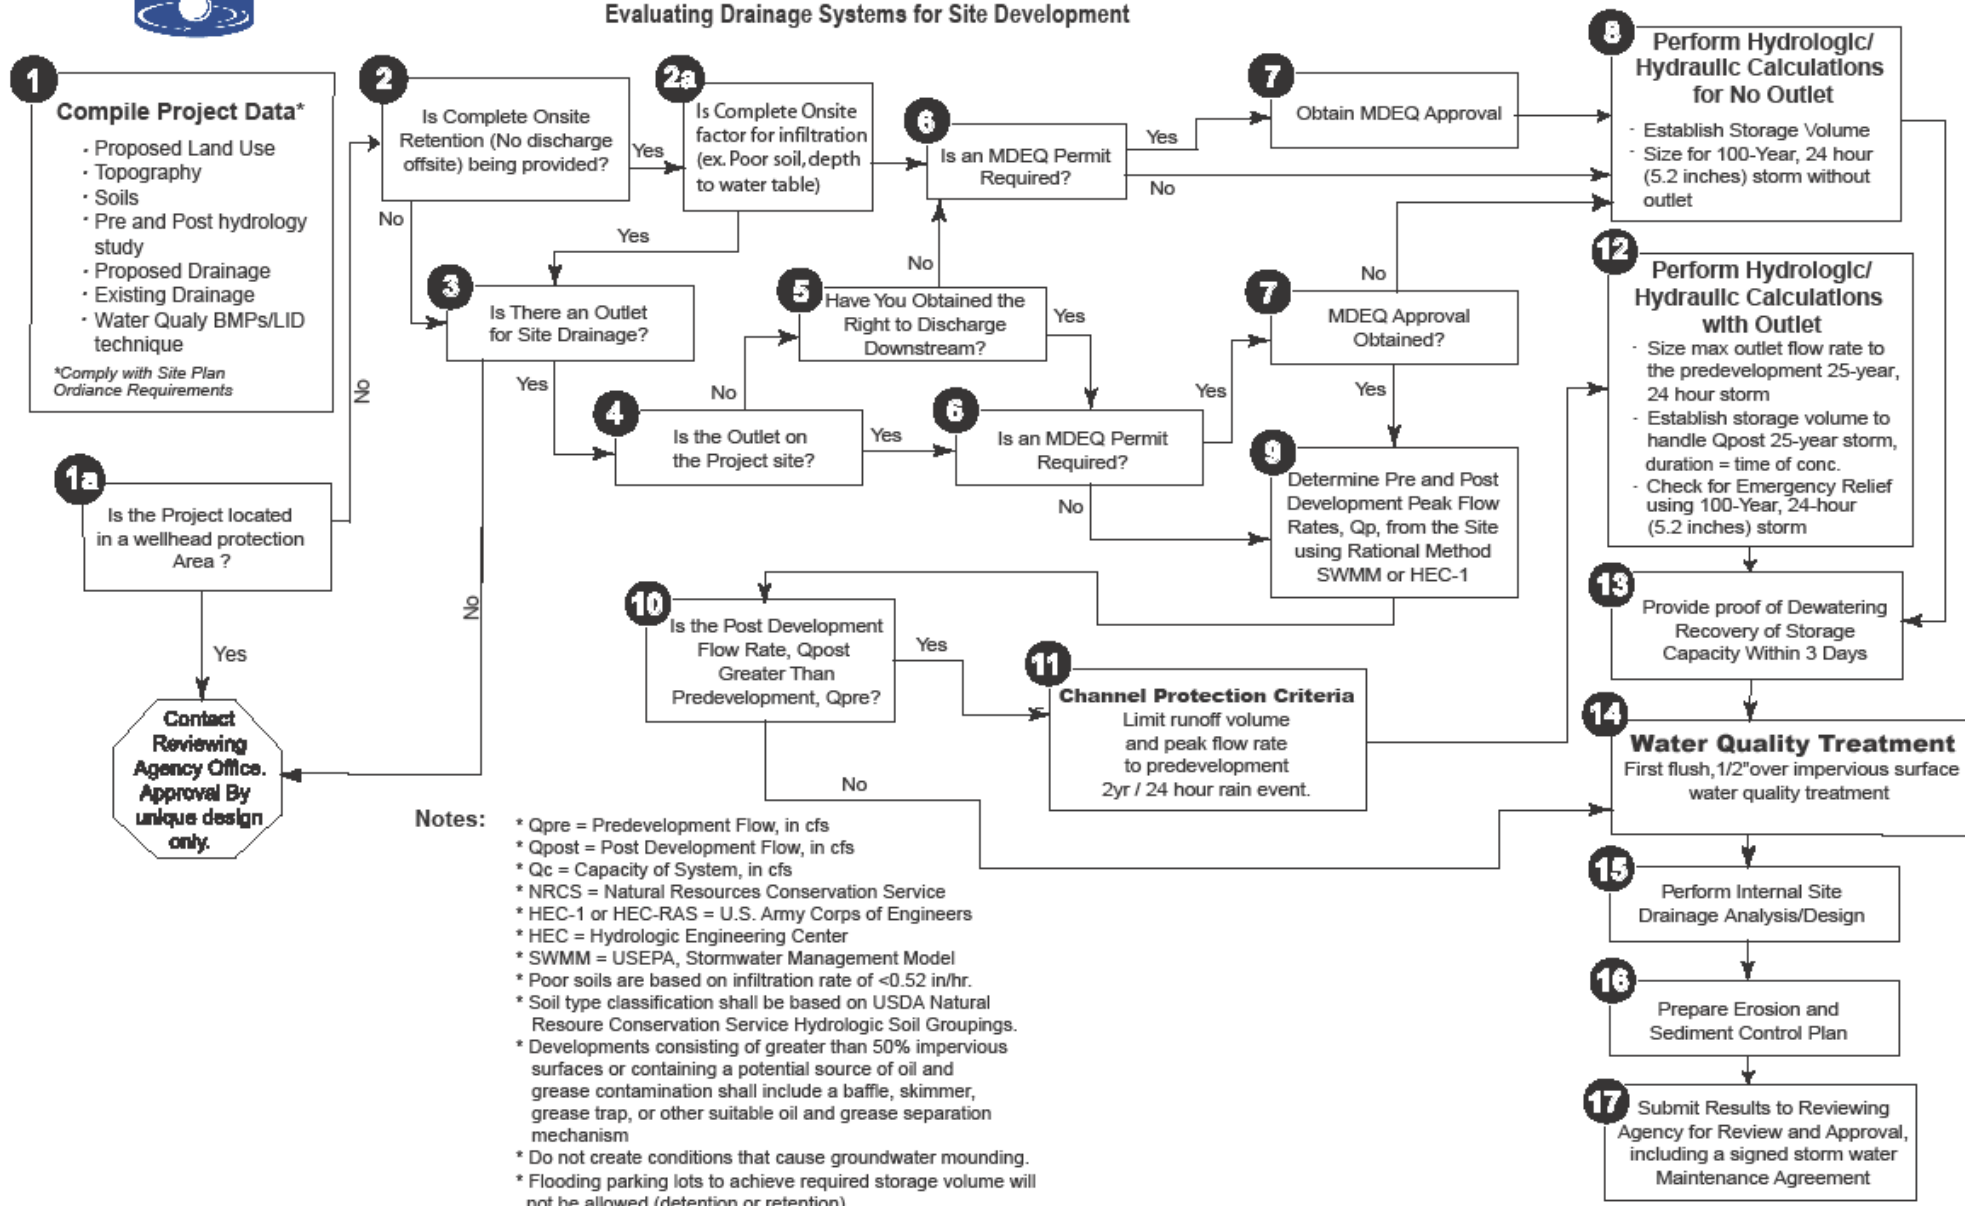 Evaluating Drainage Systems for Site Development
1
Compile Project Data*
· Proposed Land Use
· Topography
· Soils
· Pre and Post hydrology
study
· Proposed Drainage
· Existing Drainage
· Water Qualy BMPs/LID
technique
*Comply with Site Plan
Ordiance Requirements
1a
Is the Project located
in a wellhead protection
Area ?
No
Yes
Contact
Reviewing
Agency Office.
Approval By
unique design
only.
2
Is Complete Onsite
Retention (No discharge
offsite) being provided?
Yes
No
2a
Is Complete Onsite
factor for infiltration
(ex. Poor soil, depth
to water table)
Yes
3
Is There an Outlet
for Site Drainage?
Yes
No
4
Is the Outlet on
the Project site?
No
Yes
5
Have You Obtained the
Right to Discharge
Downstream?
No
Yes
6
Is an MDEQ Permit
Required?
Yes
No
6
Is an MDEQ Permit
Required?
Yes
No
7
Obtain MDEQ Approval
7
MDEQ Approval
Obtained?
No
Yes
8
Perform Hydrologic/
Hydraulic Calculations
for No Outlet
- Establish Storage Volume
- Size for 100-Year, 24 hour
(5.2 inches) storm without
outlet
9
Determine Pre and Post
Development Peak Flow
Rates, Qp, from the Site
using Rational Method
SWMM or HEC-1
10
Is the Post Development
Flow Rate, Qpost
Greater Than
Predevelopment, Qpre?
Yes
No
11
Channel Protection Criteria
Limit runoff volume
and peak flow rate
to predevelopment
2yr / 24 hour rain event.
12
Perform Hydrologic/
Hydraulic Calculations
with Outlet
- Size max outlet flow rate to
the predevelopment 25-year,
24 hour storm
- Establish storage volume to
handle Qpost 25-year storm,
duration = time of conc.
- Check for Emergency Relief
using 100-Year, 24-hour
(5.2 inches) storm
13
Provide proof of Dewatering
Recovery of Storage
Capacity Within 3 Days
14
Water Quality Treatment
First flush,1/2"over impervious surface
water quality treatment
15
Perform Internal Site
Drainage Analysis/Design
16
Prepare Erosion and
Sediment Control Plan
17
Submit Results to Reviewing
Agency for Review and Approval,
including a signed storm water
Maintenance Agreement
Notes:
* Qpre = Predevelopment Flow, in cfs
* Qpost = Post Development Flow, in cfs
* Qc = Capacity of System, in cfs
* NRCS = Natural Resources Conservation Service
* HEC-1 or HEC-RAS = U.S. Army Corps of Engineers
* HEC = Hydrologic Engineering Center
* SWMM = USEPA, Stormwater Management Model
* Poor soils are based on infiltration rate of <0.52 in/hr.
* Soil type classification shall be based on USDA Natural
Resoure Conservation Service Hydrologic Soil Groupings.
* Developments consisting of greater than 50% impervious
surfaces or containing a potential source of oil and
grease contamination shall include a baffle, skimmer,
grease trap, or other suitable oil and grease separation
mechanism
* Do not create conditions that cause groundwater mounding.
* Flooding parking lots to achieve required storage volume will
not be allowed (detention or retention)